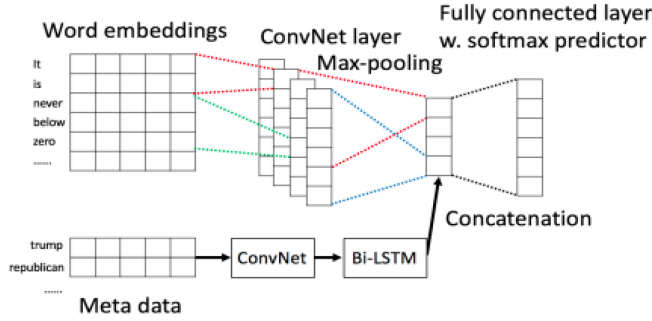 Word embeddings
It
is
never
below
zero
......
ConvNet layer
Max-pooling
Fully connected layer
w. softmax predictor
Concatenation
trump
republican
......
Meta data
ConvNet
Bi-LSTM